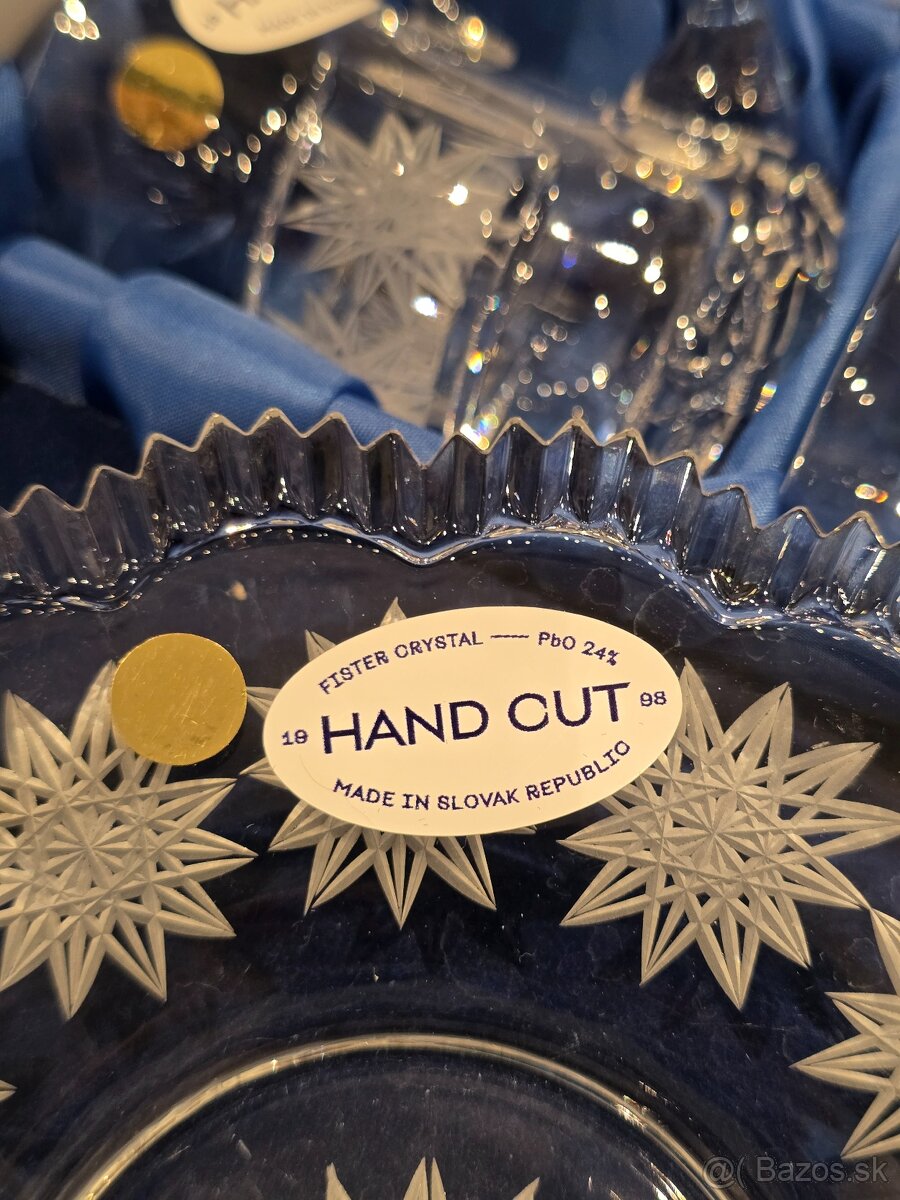 FISTER CRYSTAL — PbO 24%
19 HAND CUT 98
MADE IN SLOVAK REPUBLIC
@( Bazos.sk